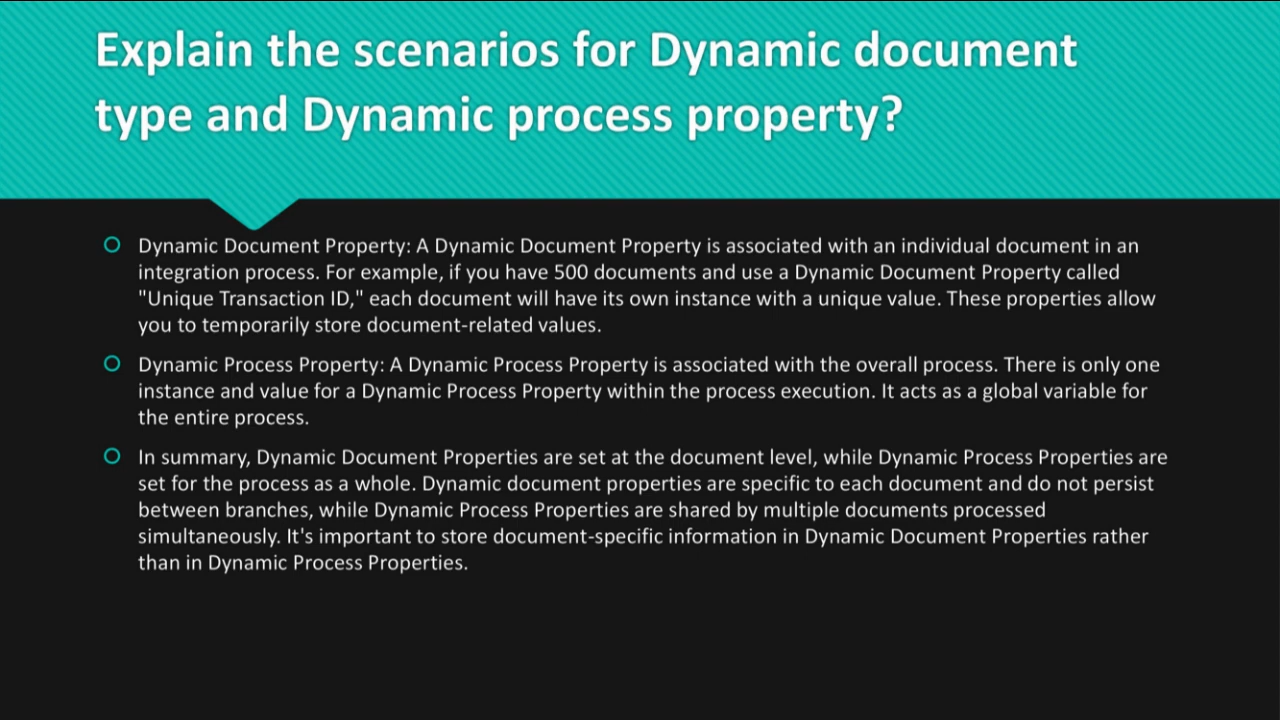 Explain the scenarios for Dynamic document
type and Dynamic process property?
Dynamic Document Property: A Dynamic Document Property is associated with an individual document in an
integration process. For example, if you have 500 documents and use a Dynamic Document Property called
"Unique Transaction ID," each document will have its own instance with a unique value. These properties allow
you to temporarily store document-related values.
Dynamic Process Property: A Dynamic Process Property is associated with the overall process. There is only one
instance and value for a Dynamic Process Property within the process execution. It acts as a global variable for
the entire process.
In summary, Dynamic Document Properties are set at the document level, while Dynamic Process Properties are
set for the process as a whole. Dynamic document properties are specific to each document and do not persist
between branches, while Dynamic Process Properties are shared by multiple documents processed
simultaneously. It's important to store document-specific information in Dynamic Document Properties rather
than in Dynamic Process Properties.